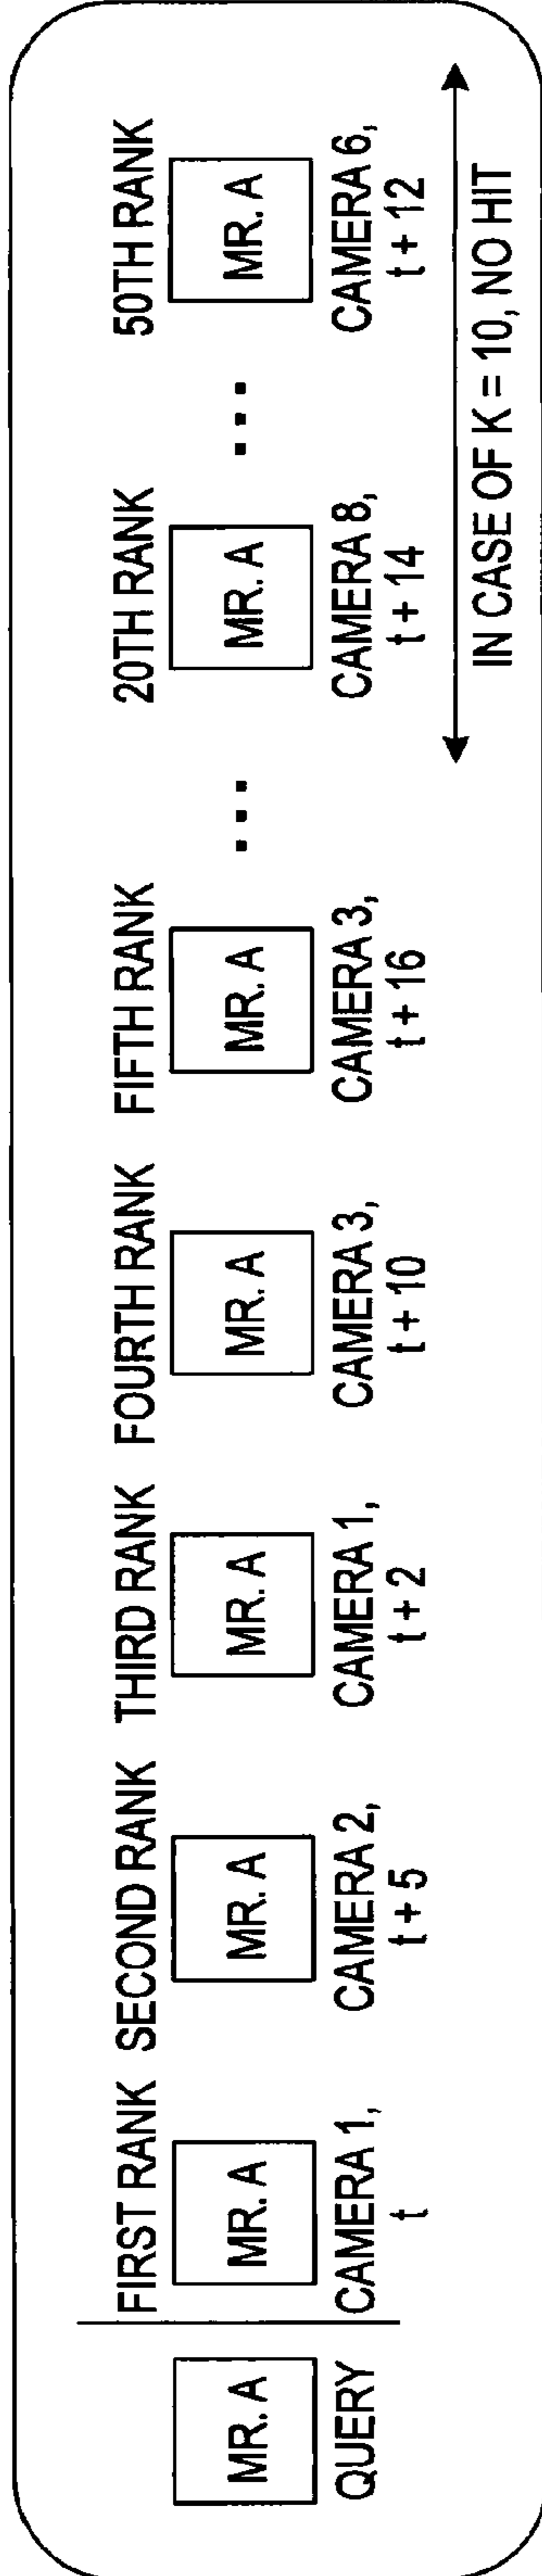 FIRST RANK SECOND RANK THIRD RANK FOURTH RANK FIFTH RANK 20TH RANK 50TH RANK
MR. A MR. A MR. A MR. A MR. A MR. A ... MR. A ... MR. A
QUERY CAMERA 1, CAMERA 2, CAMERA 1, CAMERA 3, CAMERA 3, CAMERA 8, CAMERA 6,
t t + 5 t + 2 t + 10 t + 16 t + 14 t + 12
IN CASE OF K = 10, NO HIT